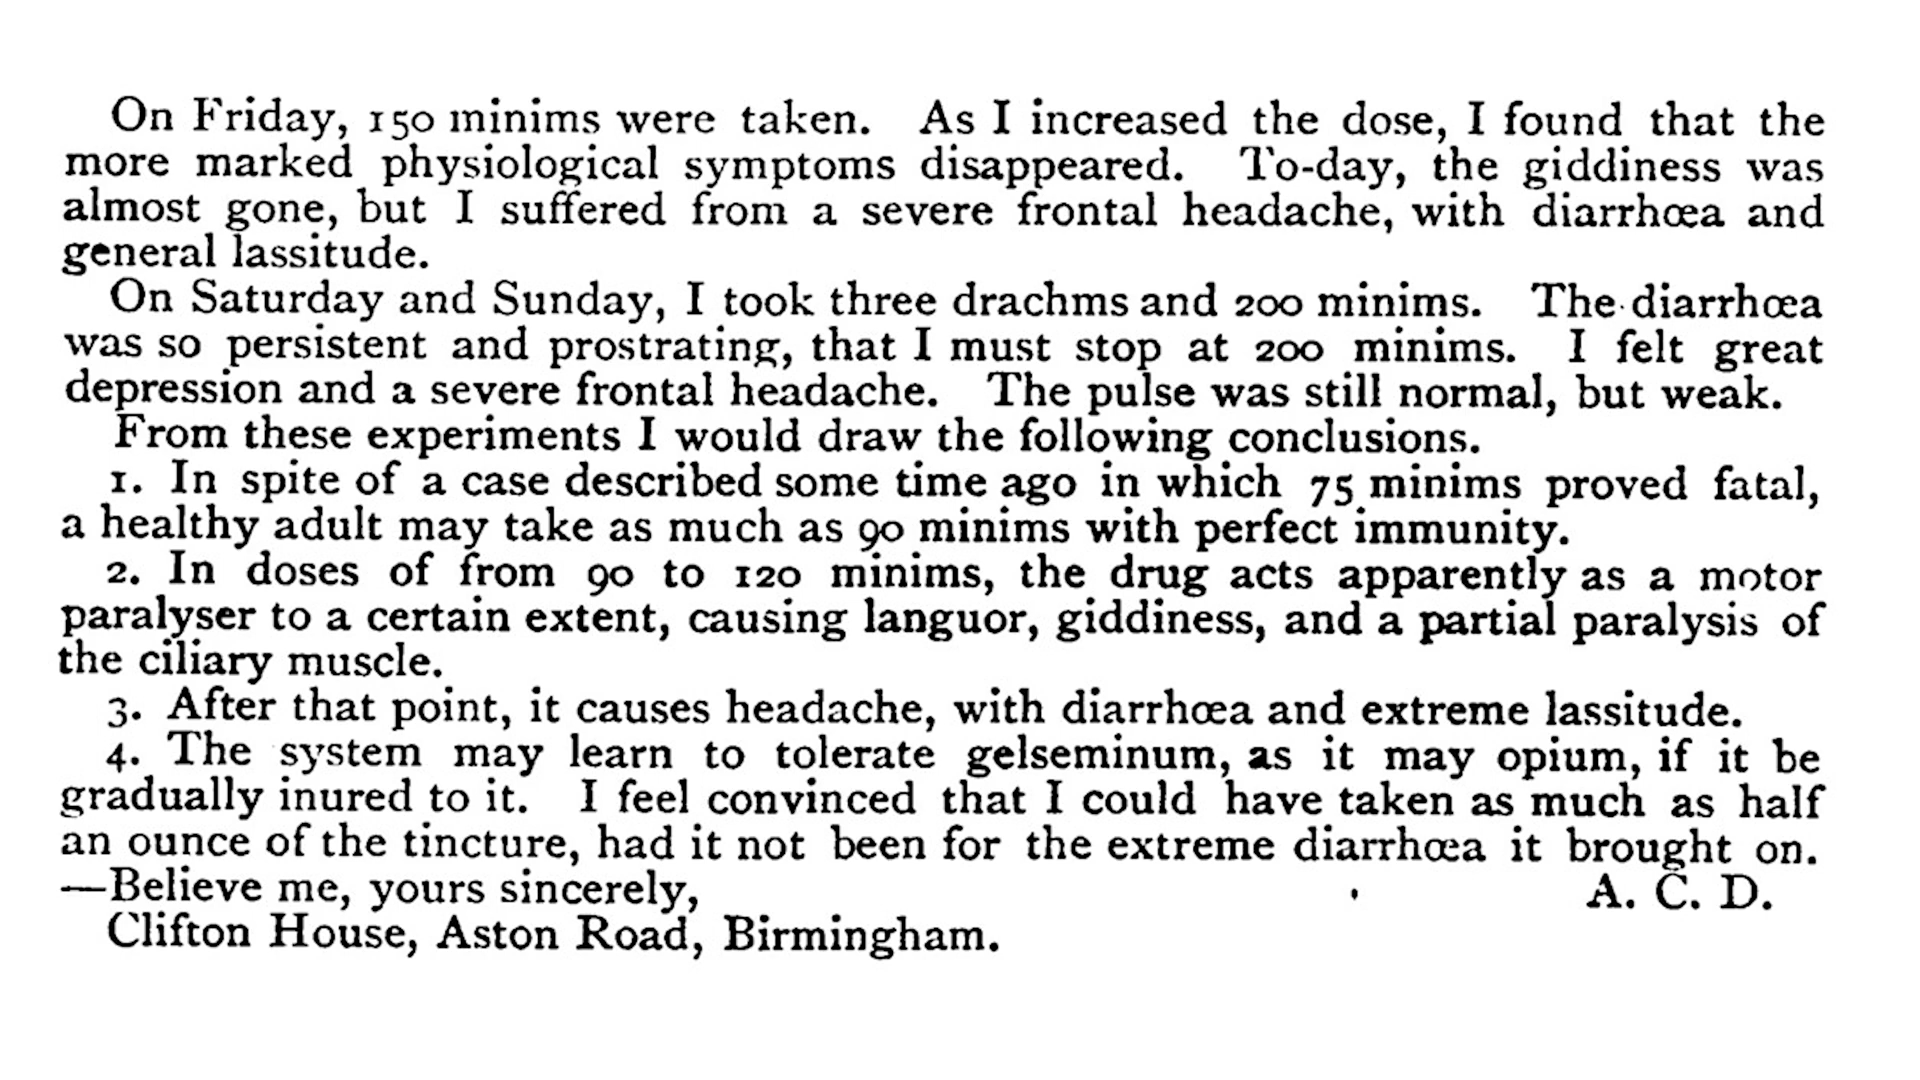 On Friday, 150 minims were taken. As I increased the dose, I found that the
more marked physiological symptoms disappeared. To-day, the giddiness was
almost gone, but I suffered from a severe frontal headache, with diarrhœa and
general lassitude.
On Saturday and Sunday, I took three drachms and 200 minims. The diarrhœa
was so persistent and prostrating, that I must stop at 200 minims. I felt great
depression and a severe frontal headache. The pulse was still normal, but weak.
From these experiments I would draw the following conclusions.
1. In spite of a case described some time ago in which 75 minims proved fatal,
a healthy adult may take as much as 90 minims with perfect immunity.
2. In doses of from 90 to 120 minims, the drug acts apparently as a motor
paralyser to a certain extent, causing languor, giddiness, and a partial paralysis of
the ciliary muscle.
3. After that point, it causes headache, with diarrhœa and extreme lassitude.
4. The system may learn to tolerate gelseminum, as it may opium, if it be
gradually inured to it. I feel convinced that I could have taken as much as half
an ounce of the tincture, had it not been for the extreme diarrhœa it brought on.
—Believe me, yours sincerely, A. C. D.
Clifton House, Aston Road, Birmingham.